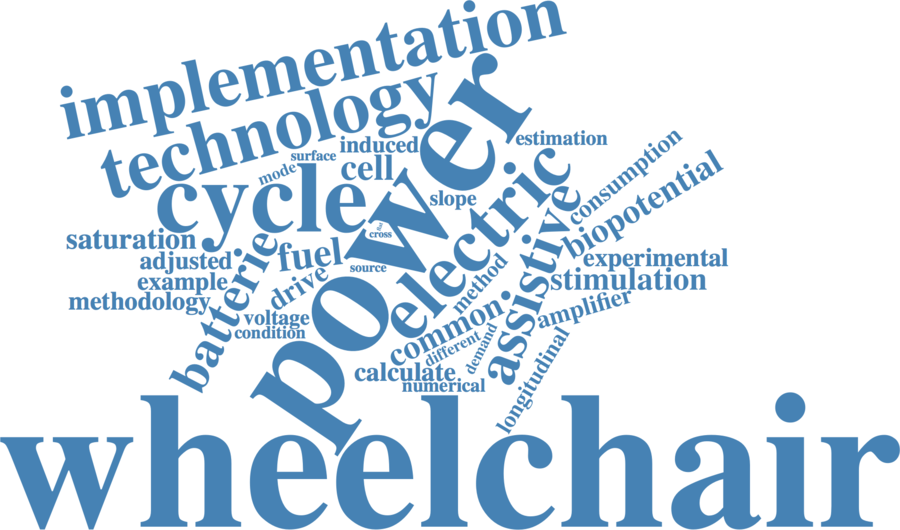 implementation
technology
power
induced
estimation
surface
mode
cell
cycle
slope
electric
consumption
biopotential
assistive
cross
saturation
adjusted
example
methodology
batterie
fuel
source
drive
voltage
condition
method
experimental
stimulation
amplifier
common
different
demand
calculate
numerical
longitudinal
wheelchair